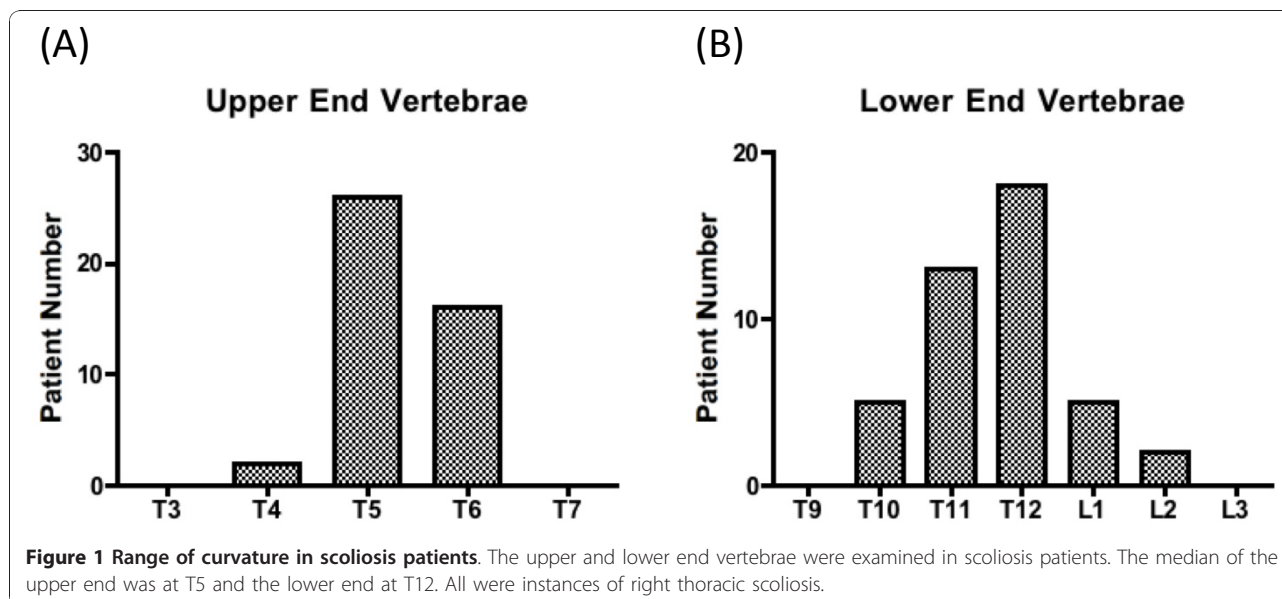 (A)
Upper End Vertebrae
30
20
10
0
Patient Number
T3 T4 T5 T6 T7
(B)
Lower End Vertebrae
20
10
0
Patient Number
T9 T10 T11 T12 L1 L2 L3
Figure 1 Range of curvature in scoliosis patients. The upper and lower end vertebrae were examined in scoliosis patients. The median of the
upper end was at T5 and the lower end at T12. All were instances of right thoracic scoliosis.